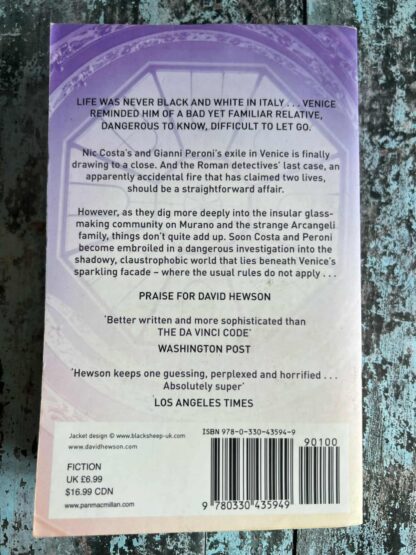 LIFE WAS NEVER BLACK AND WHITE IN ITALY . . . VENICE
REMINDED HIM OF A BAD YET FAMILIAR RELATIVE,
DANGEROUS TO KNOW, DIFFICULT TO LET GO.
Nic Costa's and Gianni Peroni's exile in Venice is finally
drawing to a close. And the Roman detectives' last case, an
apparently accidental fire that has claimed two lives,
should be a straightforward affair.
However, as they dig more deeply into the insular glass-
making community on Murano and the strange Arcangeli
family, things don't quite add up. Soon Costa and Peroni
become embroiled in a dangerous investigation into the
shadowy, claustrophobic world that lies beneath Venice's
sparkling facade – where the usual rules do not apply . . .
PRAISE FOR DAVID HEWSON
'Better written and more sophisticated than
THE DA VINCI CODE'
WASHINGTON POST
'Hewson keeps one guessing, perplexed and horrified . . .
Absolutely super'
LOS ANGELES TIMES
Jacket design © www.blacksheep-uk.com
www.davidhewson.com
FICTION
UK £6.99
$16.99 CDN
www.panmacmillan.com
ISBN 978-0-330-43594-9
90100
9 780330 435949